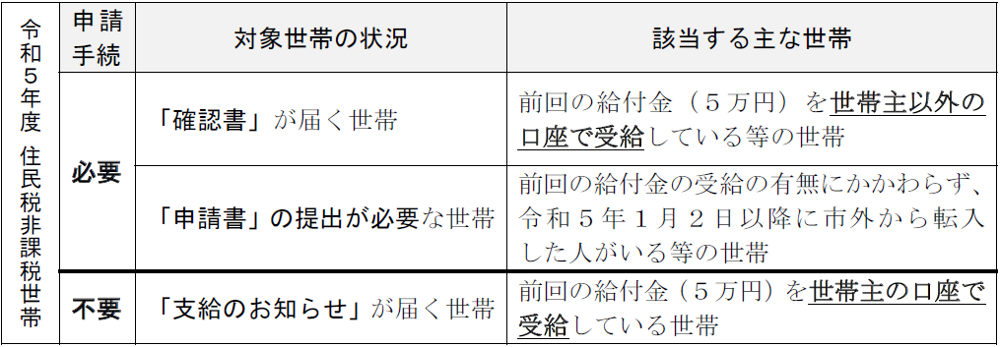 令和５年度 住民税非課税世帯
申請
手続
対象世帯の状況
該当する主な世帯
必要
「確認書」が届く世帯
前回の給付金（５万円）を世帯主以外の
口座で受給している等の世帯
「申請書」の提出が必要な世帯
前回の給付金の受給の有無にかかわらず、
令和５年１月２日以降に市外から転入
した人がいる等の世帯
不要
「支給のお知らせ」が届く世帯
前回の給付金（５万円）を世帯主の口座で
受給している世帯